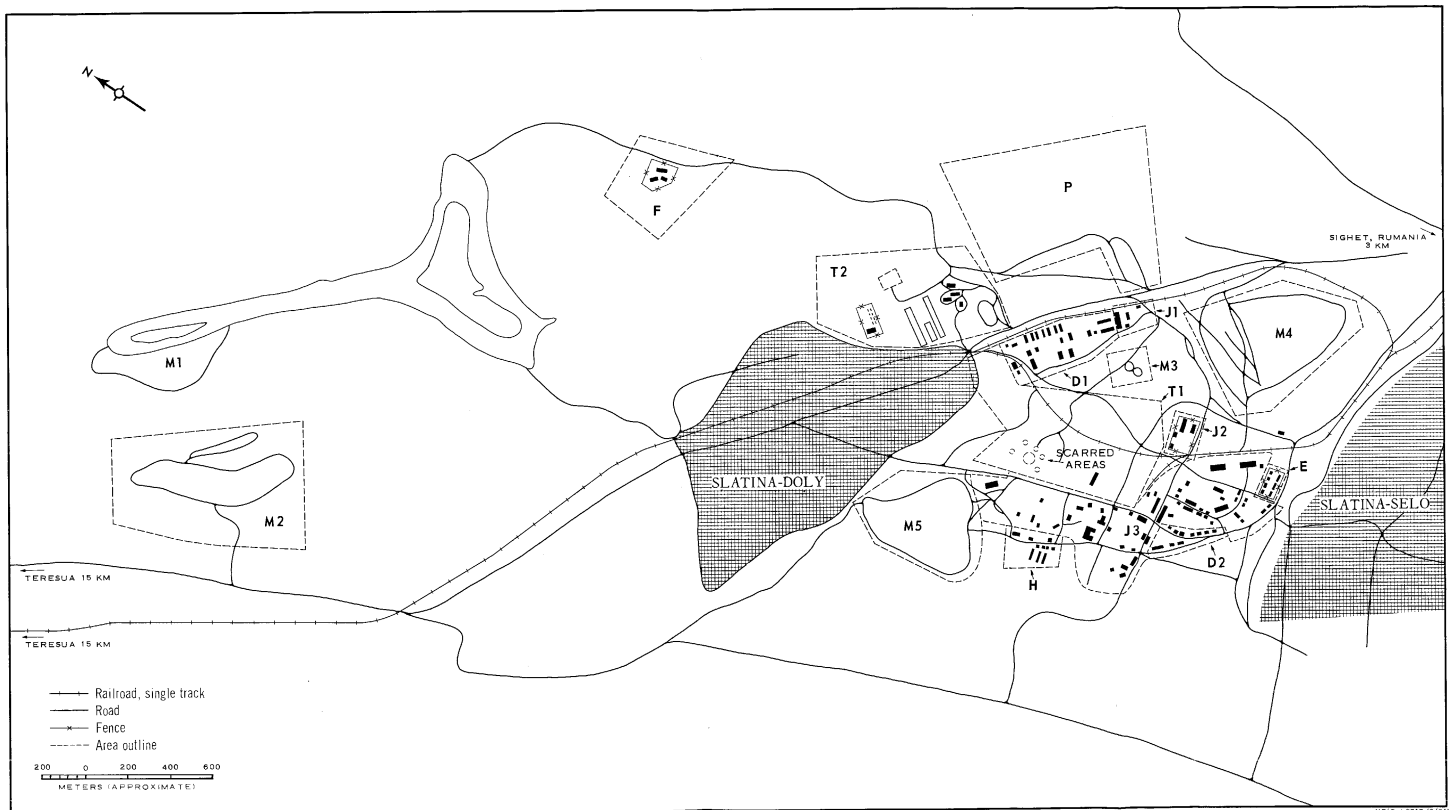 N
F
P
SIGHET, RUMANIA
3 KM
T2
J1
M4
M1
M3
D1
T1
J2
SCARRED
AREAS
E
SLATINA-DOLY
SLATINA-SELO
M5
J3
M2
D2
H
TERESUA 15 KM
TERESUA 15 KM
Railroad, single track
Road
Fence
Area outline
200 0 200 400 600
METERS (APPROXIMATE)